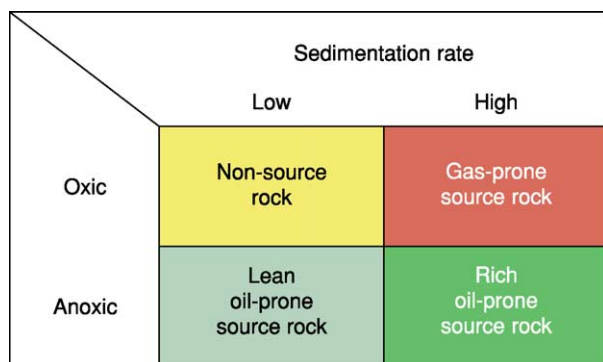 Sedimentation rate
Low High
Oxic
Non-source
rock
Gas-prone
source rock
Anoxic
Lean
oil-prone
source rock
Rich
oil-prone
source rock